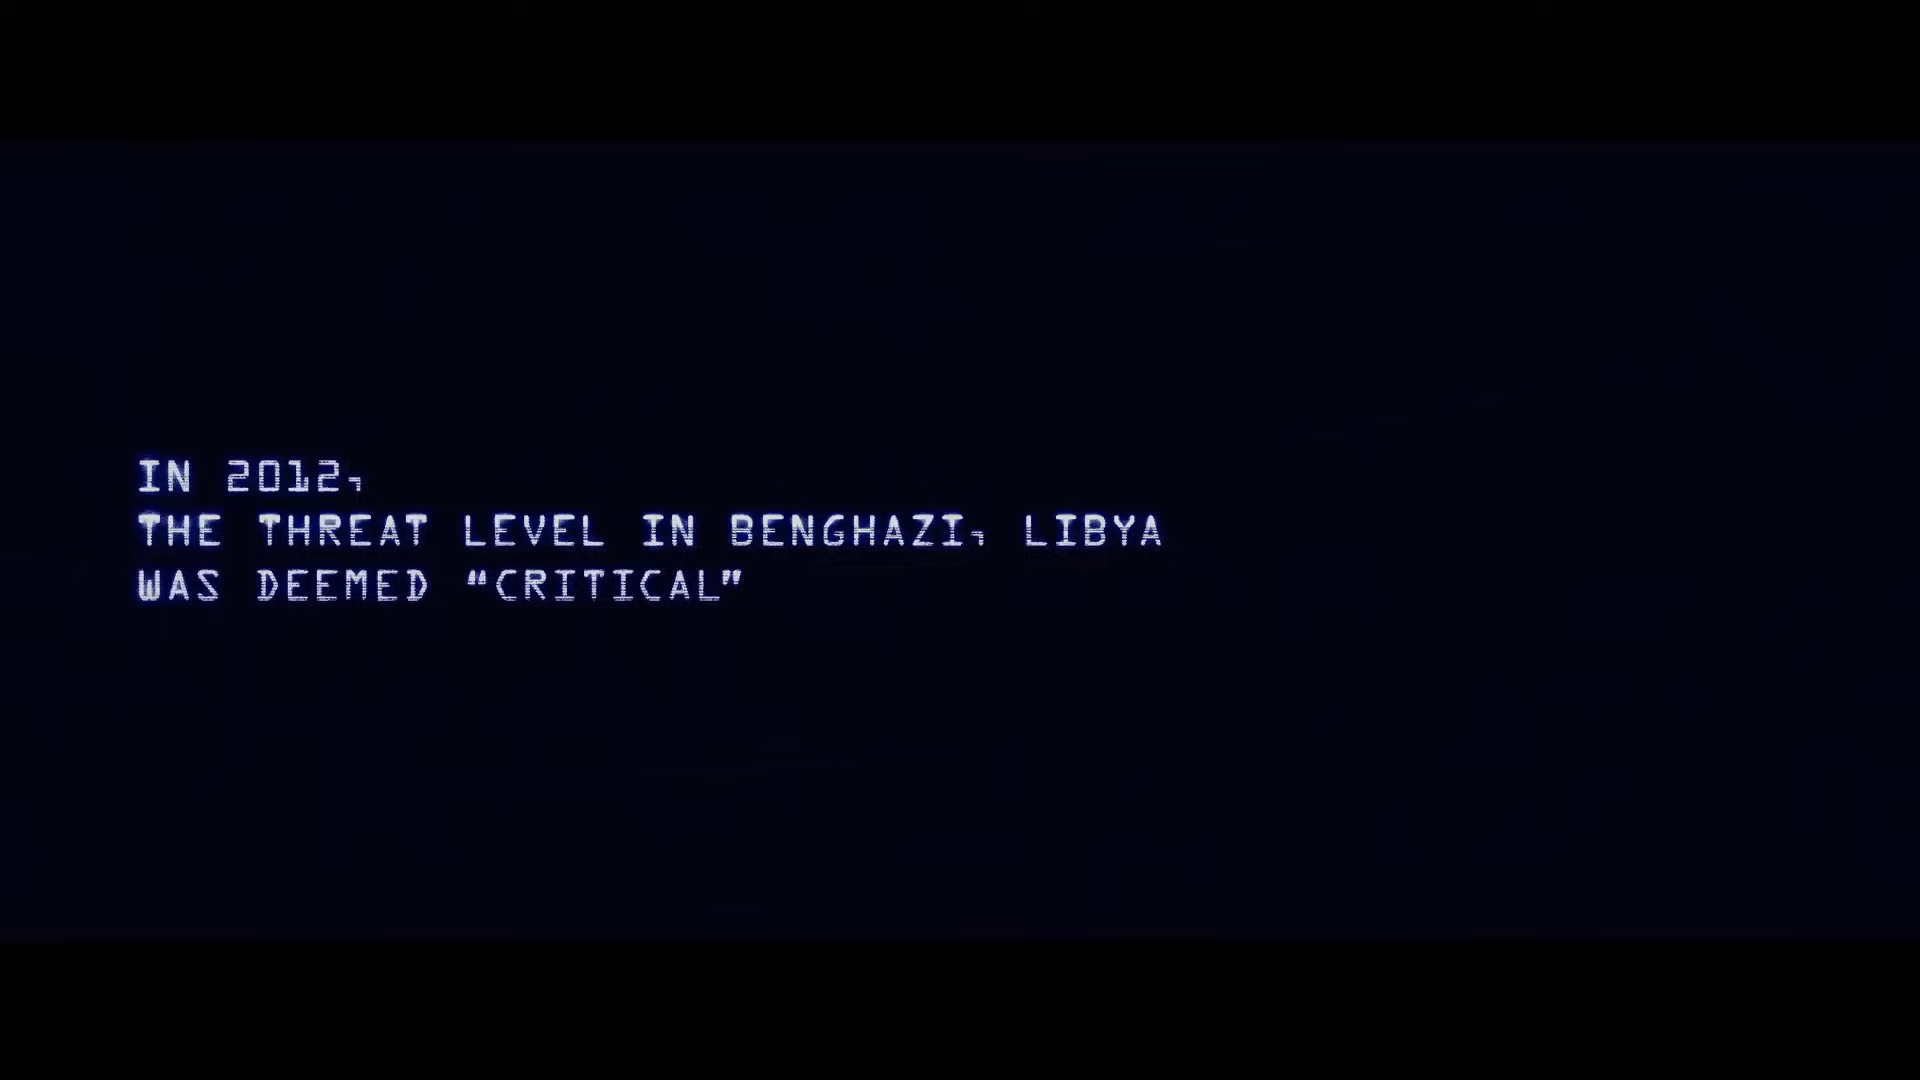 IN 2012,
THE THREAT LEVEL IN BENGHAZI, LIBYA
WAS DEEMED “CRITICAL”